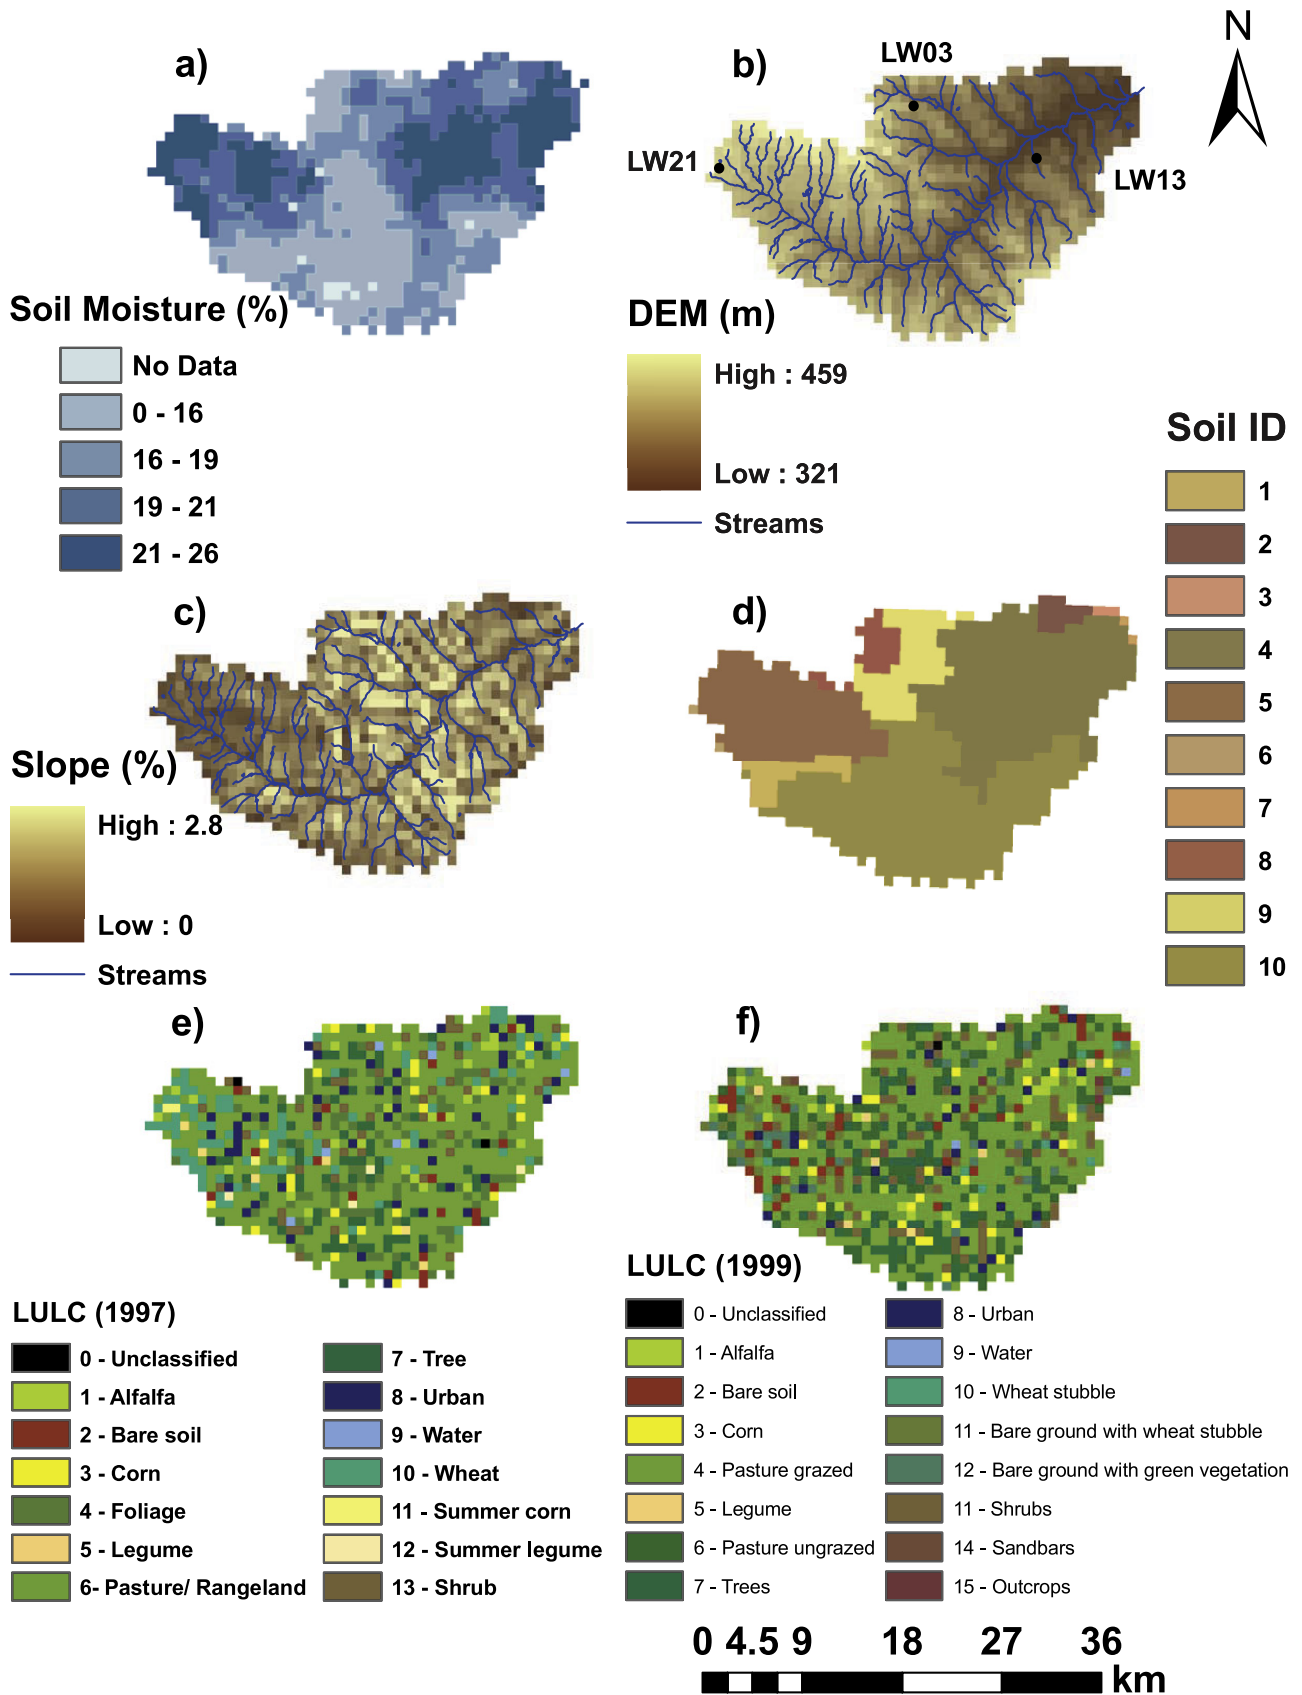 a)
Soil Moisture (%)
No Data
0 - 16
16 - 19
19 - 21
21 - 26
b)
LW03
LW21
LW13
N
DEM (m)
High : 459
Low : 321
Streams
c)
Slope (%)
High : 2.8
Low : 0
Streams
d)
Soil ID
1
2
3
4
5
6
7
8
9
10
e)
LULC (1997)
0 - Unclassified
1 - Alfalfa
2 - Bare soil
3 - Corn
4 - Foliage
5 - Legume
6- Pasture/ Rangeland
7 - Tree
8 - Urban
9 - Water
10 - Wheat
11 - Summer corn
12 - Summer legume
13 - Shrub
f)
LULC (1999)
0 - Unclassified
1 - Alfalfa
2 - Bare soil
3 - Corn
4 - Pasture grazed
5 - Legume
6 - Pasture ungrazed
7 - Trees
8 - Urban
9 - Water
10 - Wheat stubble
11 - Bare ground with wheat stubble
12 - Bare ground with green vegetation
11 - Shrubs
14 - Sandbars
15 - Outcrops
0 4.5 9 18 27 36
km